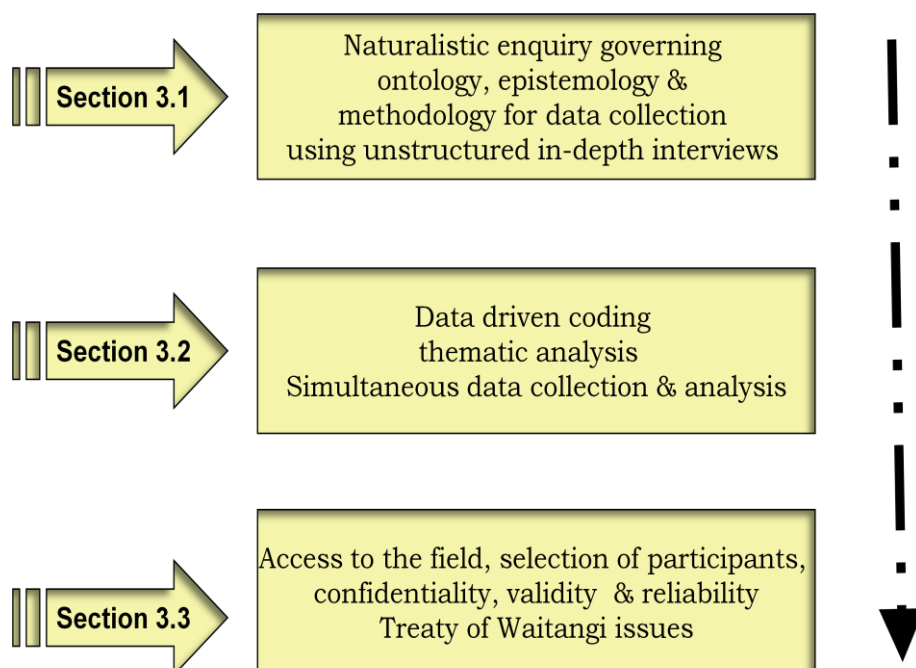 Section 3.1
Naturalistic enquiry governing
ontology, epistemology &
methodology for data collection
using unstructured in-depth interviews
Section 3.2
Data driven coding
thematic analysis
Simultaneous data collection & analysis
Section 3.3
Access to the field, selection of participants,
confidentiality, validity & reliability
Treaty of Waitangi issues